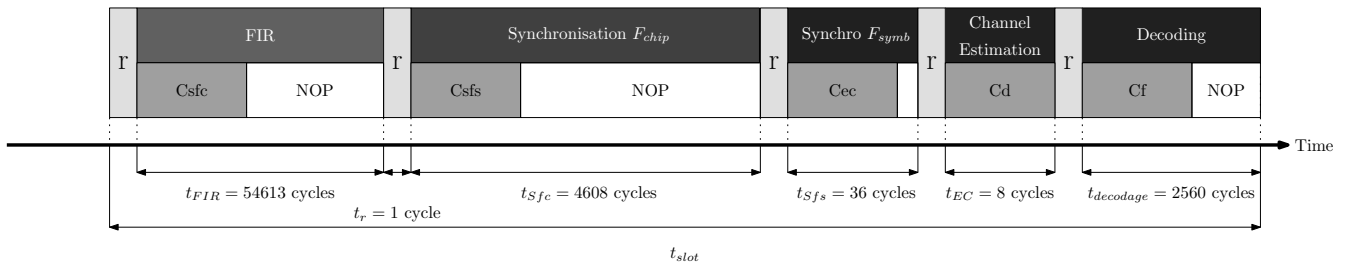 r FIR r Synchronisation F_chip r Synchro F_symb r Channel Estimation r Decoding
Csfc NOP Csfs NOP Cec Cd Cf NOP
Time
t_FIR = 54613 cycles t_Sfc = 4608 cycles t_Sfs = 36 cycles t_EC = 8 cycles t_decodage = 2560 cycles
t_r = 1 cycle
t_slot